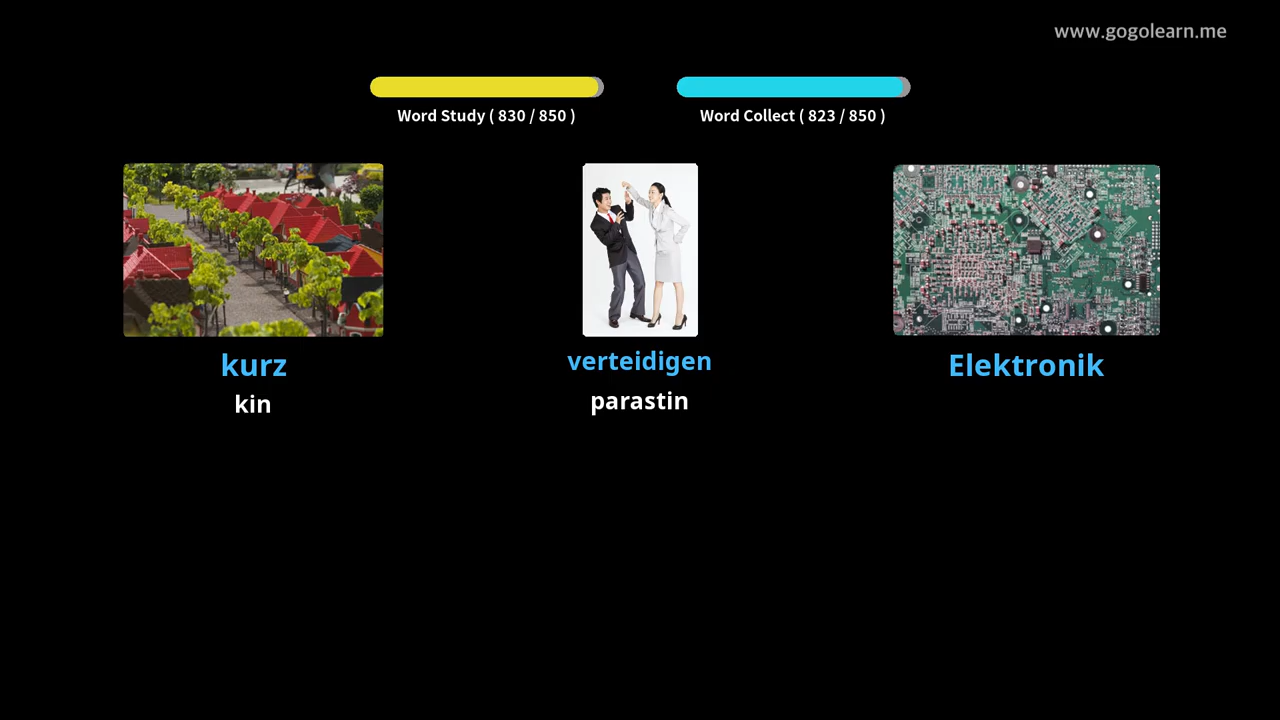 www.gogolearn.me
Word Study ( 830 / 850 )
Word Collect ( 823 / 850 )
kurz
kin
verteidigen
parastin
Elektronik